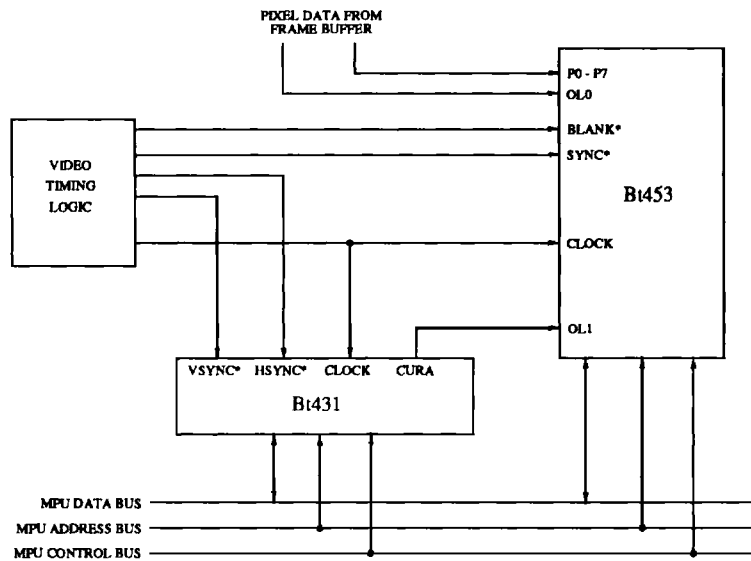 PIXEL DATA FROM
FRAME BUFFER
P0 - P7
OL0
BLANK*
SYNC*
VIDEO
TIMING
LOGIC
Bt453
CLOCK
OL1
VSYNC* HSYNC* CLOCK CURA
Bt431
MPU DATA BUS
MPU ADDRESS BUS
MPU CONTROL BUS